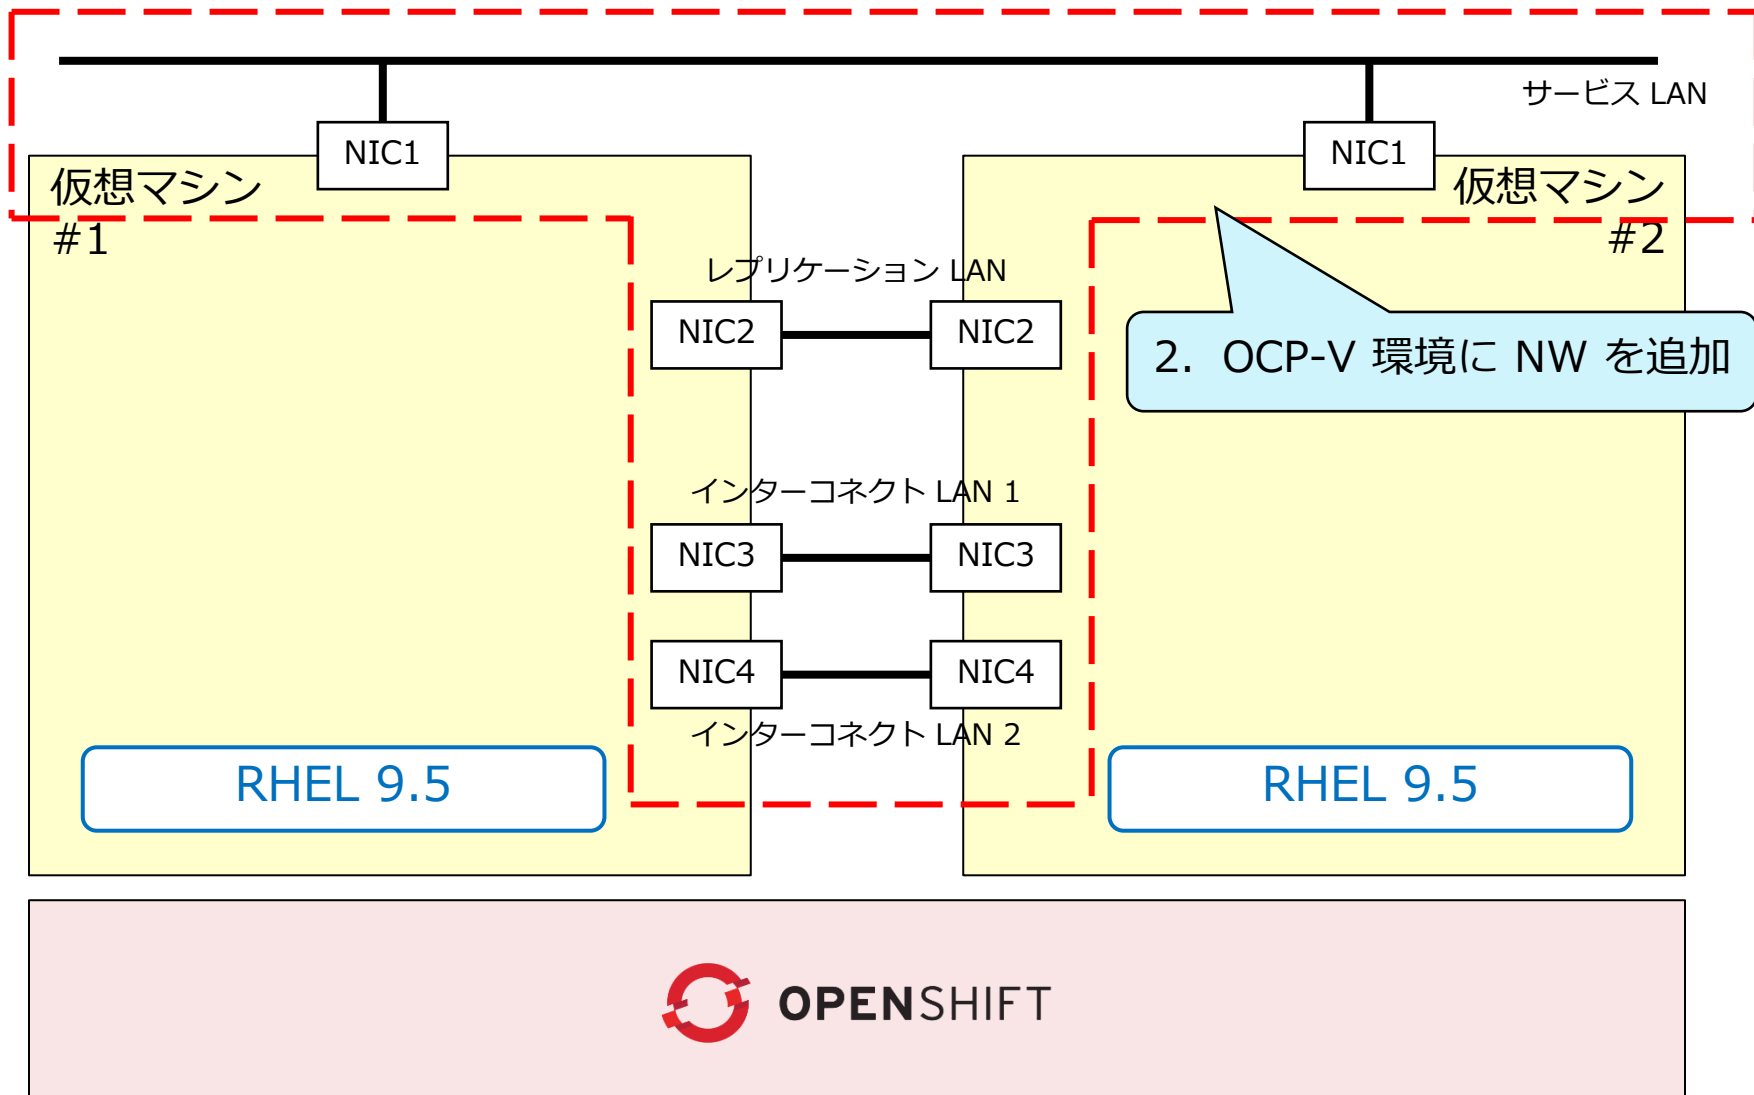 サービス LAN
NIC1
NIC1
仮想マシン
#1
仮想マシン
#2
レプリケーション LAN
NIC2
NIC2
2. OCP-V 環境に NW を追加
インターコネクト LAN 1
NIC3
NIC3
NIC4
NIC4
インターコネクト LAN 2
RHEL 9.5
RHEL 9.5
OPENSHIFT